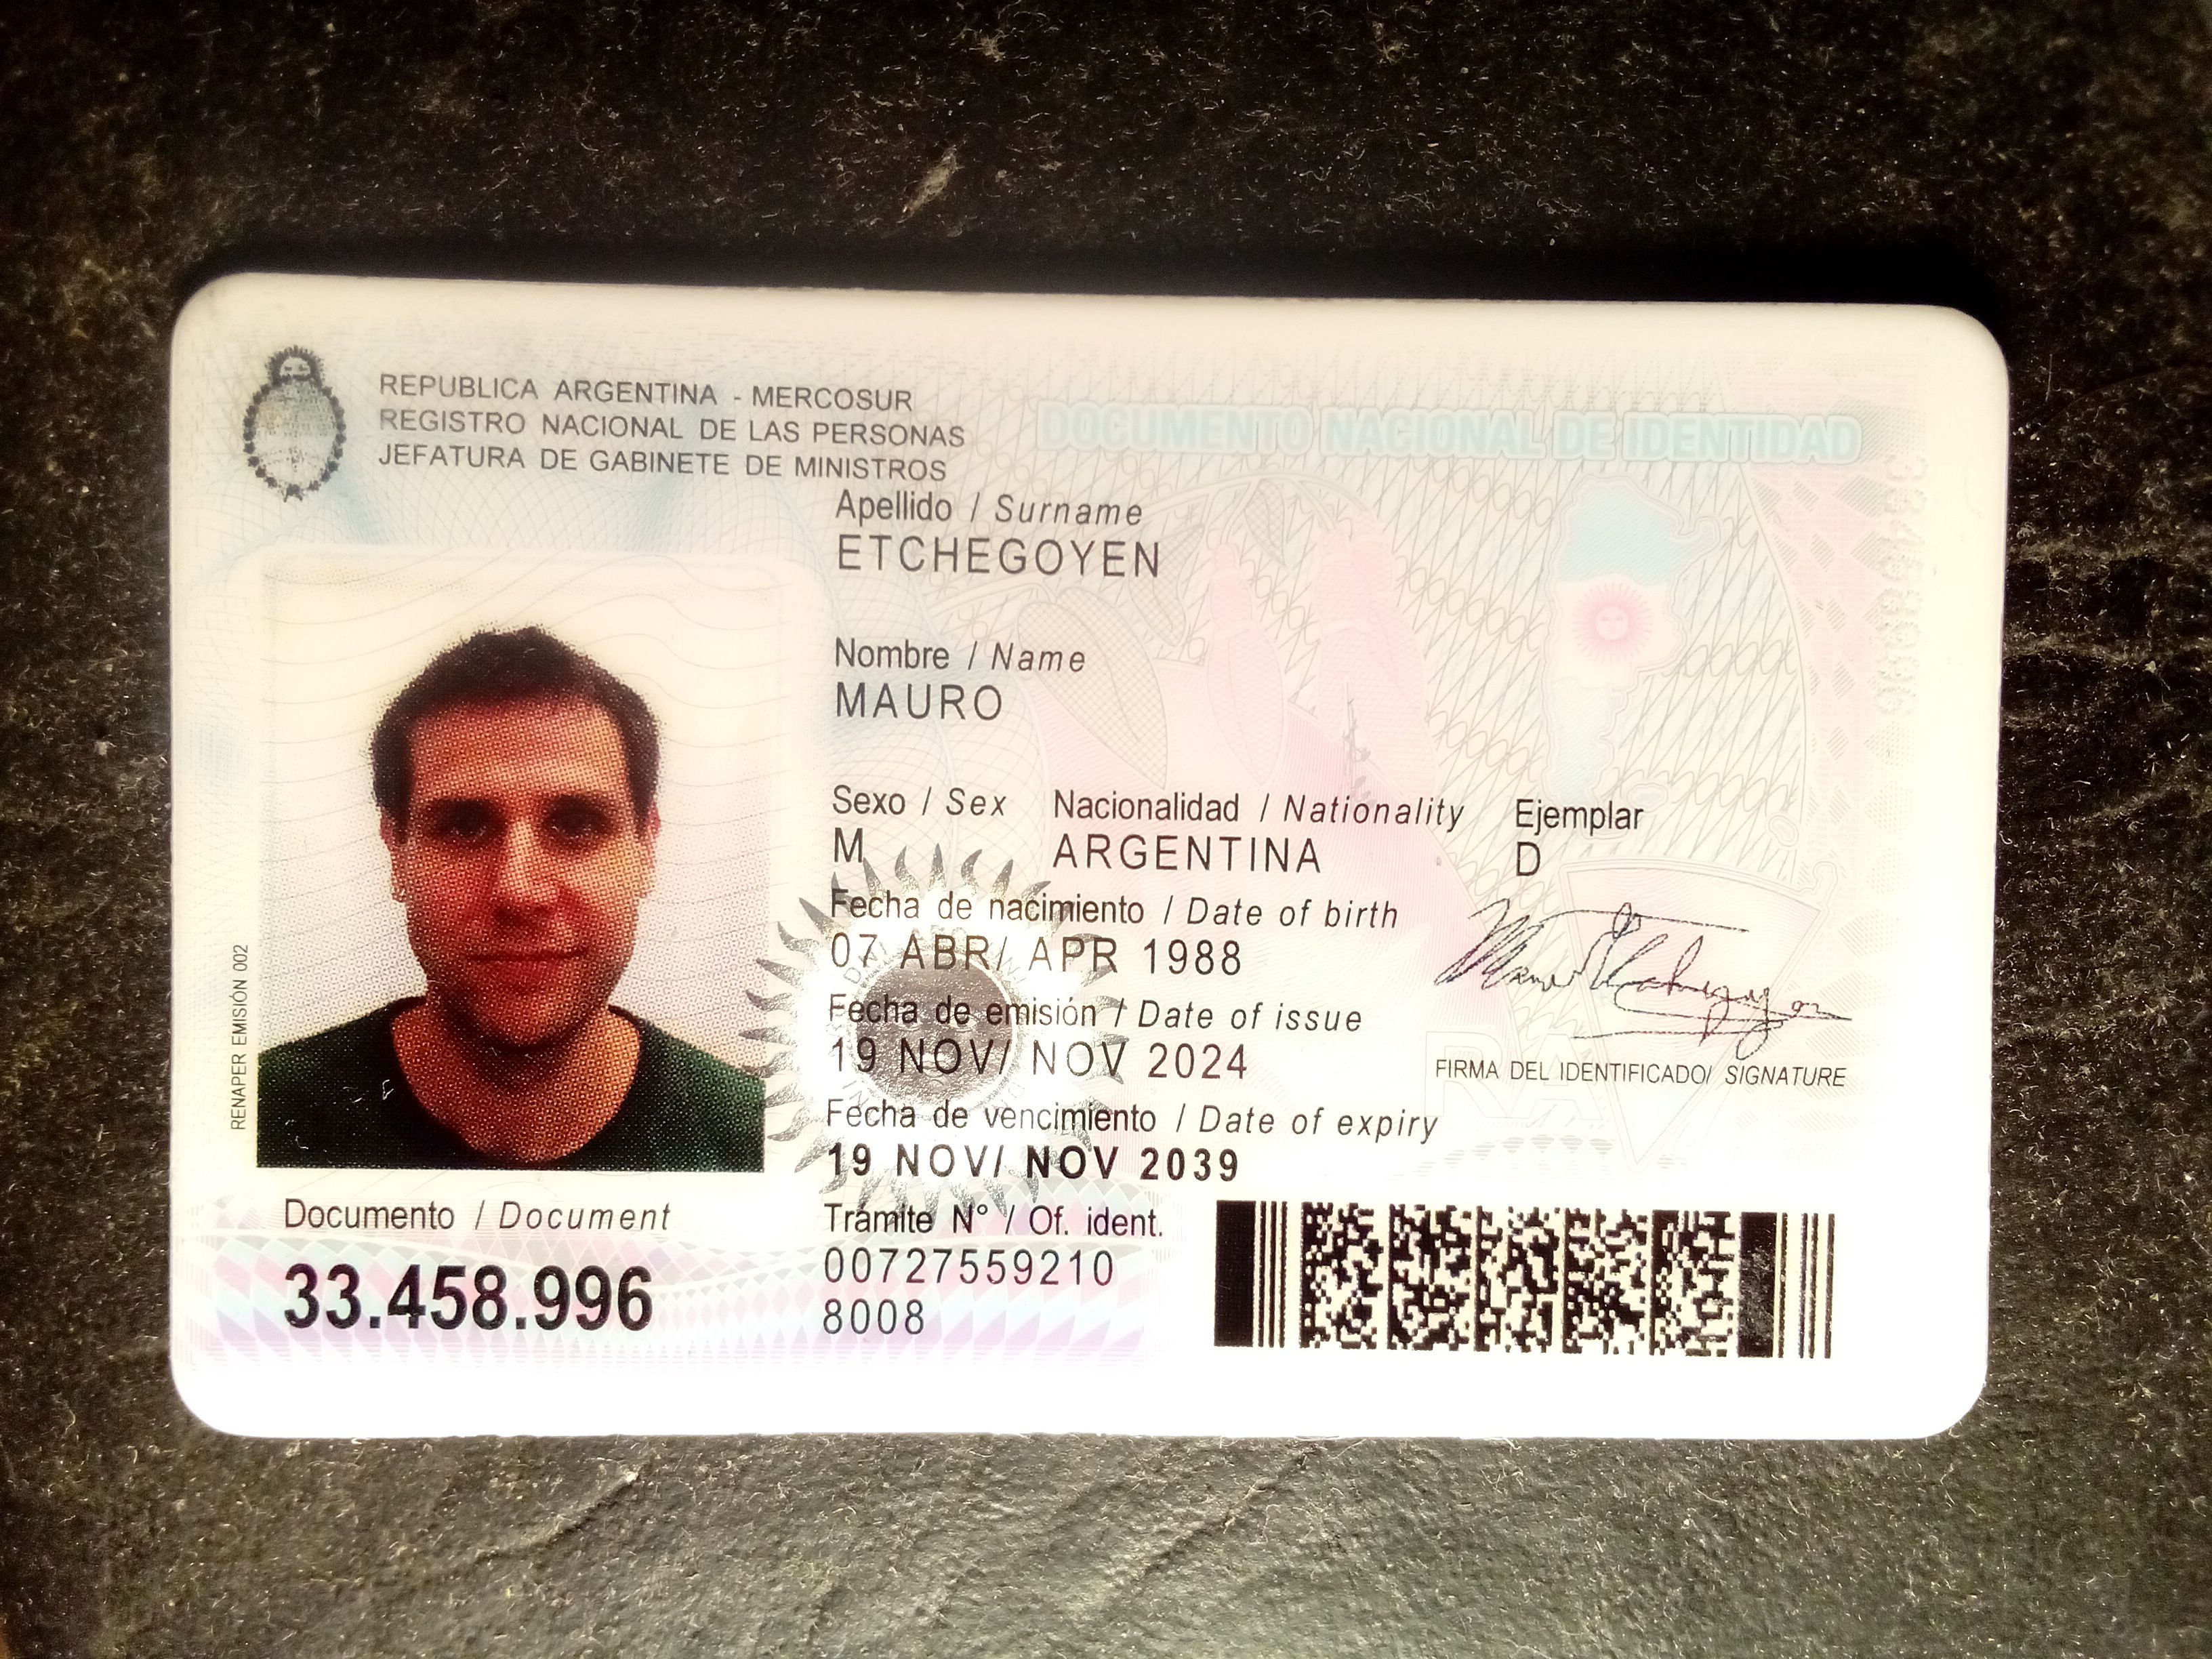 REPUBLICA ARGENTINA - MERCOSUR
REGISTRO NACIONAL DE LAS PERSONAS
JEFATURA DE GABINETE DE MINISTROS
DOCUMENTO NACIONAL DE IDENTIDAD
Apellido / Surname
ETCHEGOYEN
Nombre / Name
MAURO
Sexo / Sex Nacionalidad / Nationality Ejemplar
M ARGENTINA D
Fecha de nacimiento / Date of birth
07 ABR/ APR 1988
Fecha de emisión / Date of issue
19 NOV/ NOV 2024
FIRMA DEL IDENTIFICADO/ SIGNATURE
Fecha de vencimiento / Date of expiry
19 NOV/ NOV 2039
RENAPER EMISIÓN 002
Documento / Document
33.458.996
Trámite N° / Of. ident.
00727559210
8008